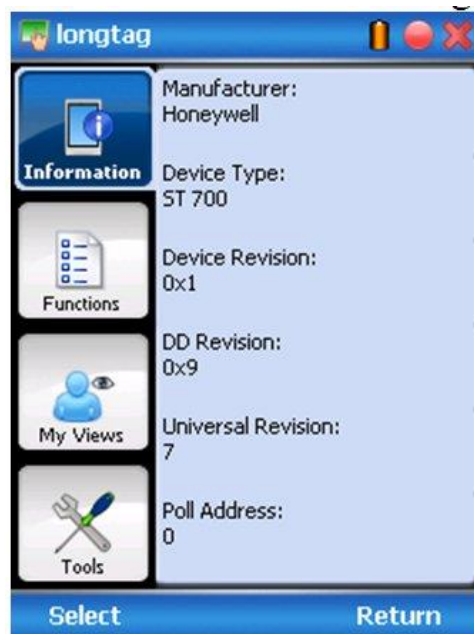 longtag
Information
Functions
My Views
Tools
Manufacturer:
Honeywell
Device Type:
ST 700
Device Revision:
0x1
DD Revision:
0x9
Universal Revision:
7
Poll Address:
0
Select
Return